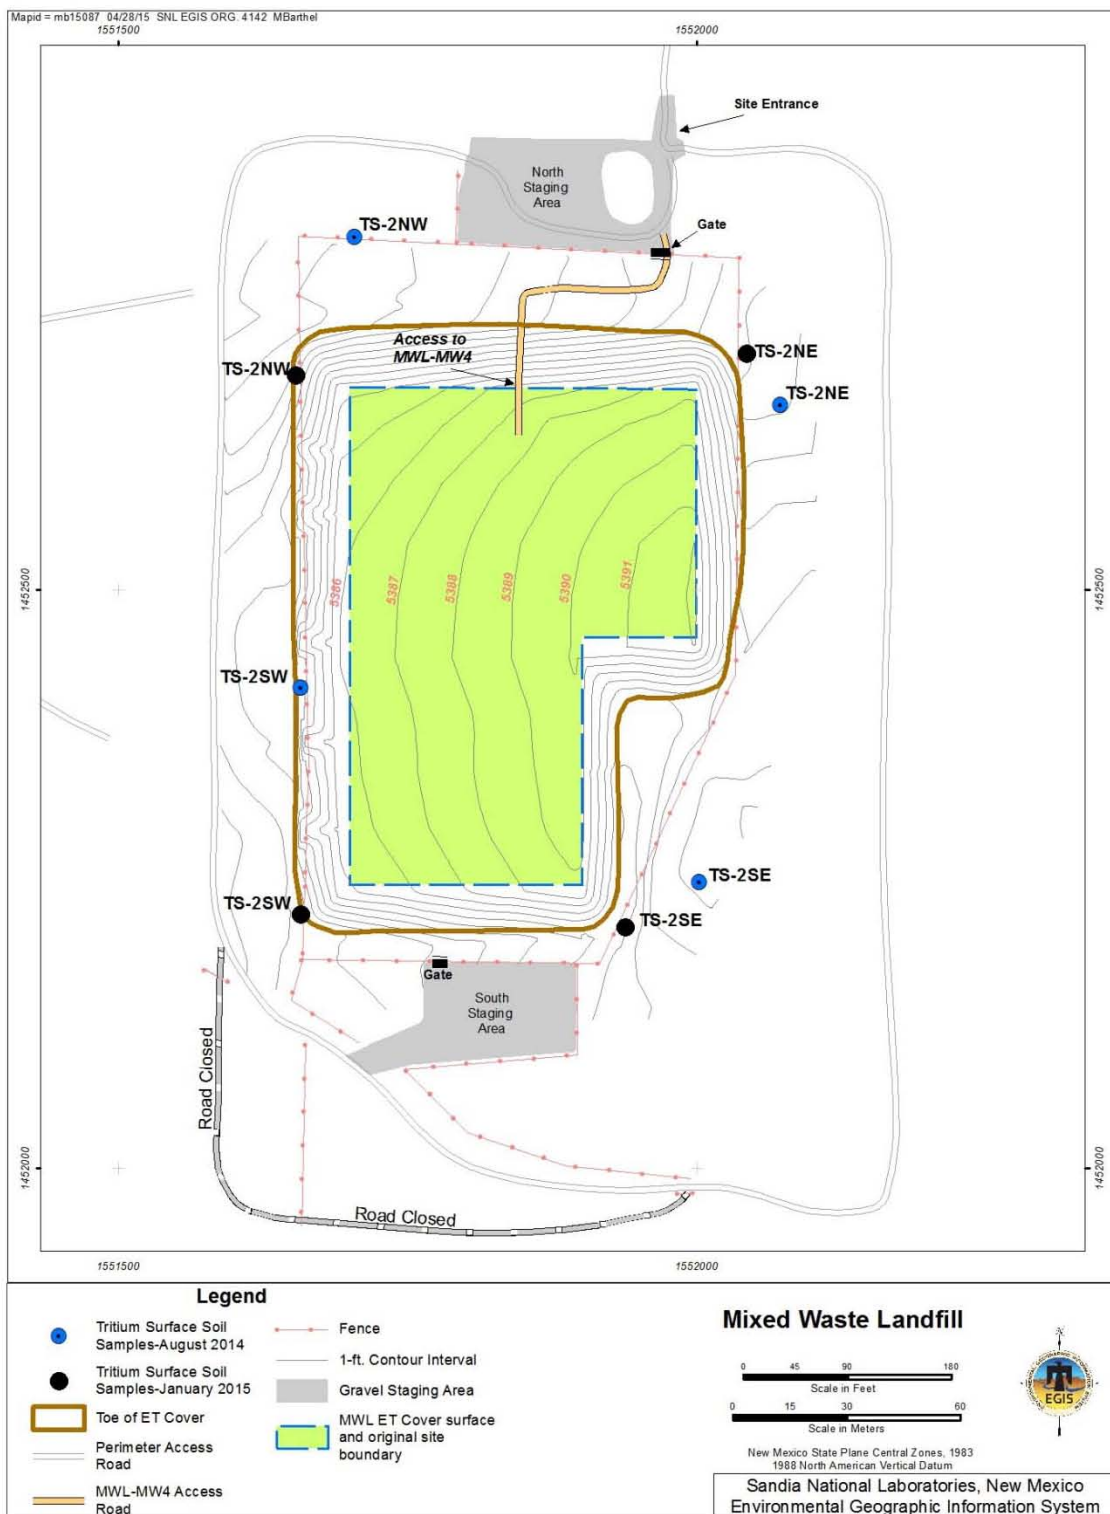 Mapid = mb15087 04/28/15 SNL EGIS ORG. 4142 MBarthel
1551500
1552000
Site Entrance
North
Staging
Area
TS-2NW
Gate
Access to
MWL-MW4
TS-2NE
TS-2NW
TS-2NE
1452500
1452500
5386
5387
5388
5389
5390
5391
TS-2SW
TS-2SE
TS-2SW
TS-2SE
Gate
South
Staging
Area
Road Closed
1452000
1452000
Road Closed
1551500
1552000
Legend
Tritium Surface Soil
Samples-August 2014
Tritium Surface Soil
Samples-January 2015
Toe of ET Cover
Perimeter Access
Road
MWL-MW4 Access
Road
Fence
1-ft. Contour Interval
Gravel Staging Area
MWL ET Cover surface
and original site
boundary
Mixed Waste Landfill
0 45 90 180
Scale in Feet
0 15 30 60
Scale in Meters
New Mexico State Plane Central Zones, 1983
1988 North American Vertical Datum
EGIS
Sandia National Laboratories, New Mexico
Environmental Geographic Information System